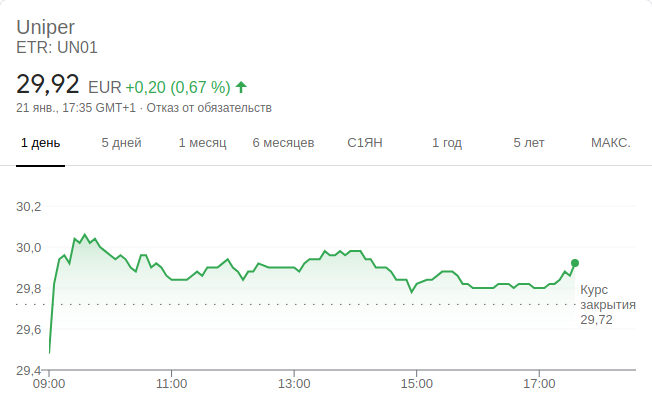 Uniper
ETR: UN01
29,92 EUR +0,20 (0,67 %)
21 янв., 17:35 GMT+1 · Отказ от обязательств
1 день 5 дней 1 месяц 6 месяцев С1ЯН 1 год 5 лет МАКС.
30,2
30,0
29,8
Курс
закрытия
29,72
29,6
29,4
09:00 11:00 13:00 15:00 17:00